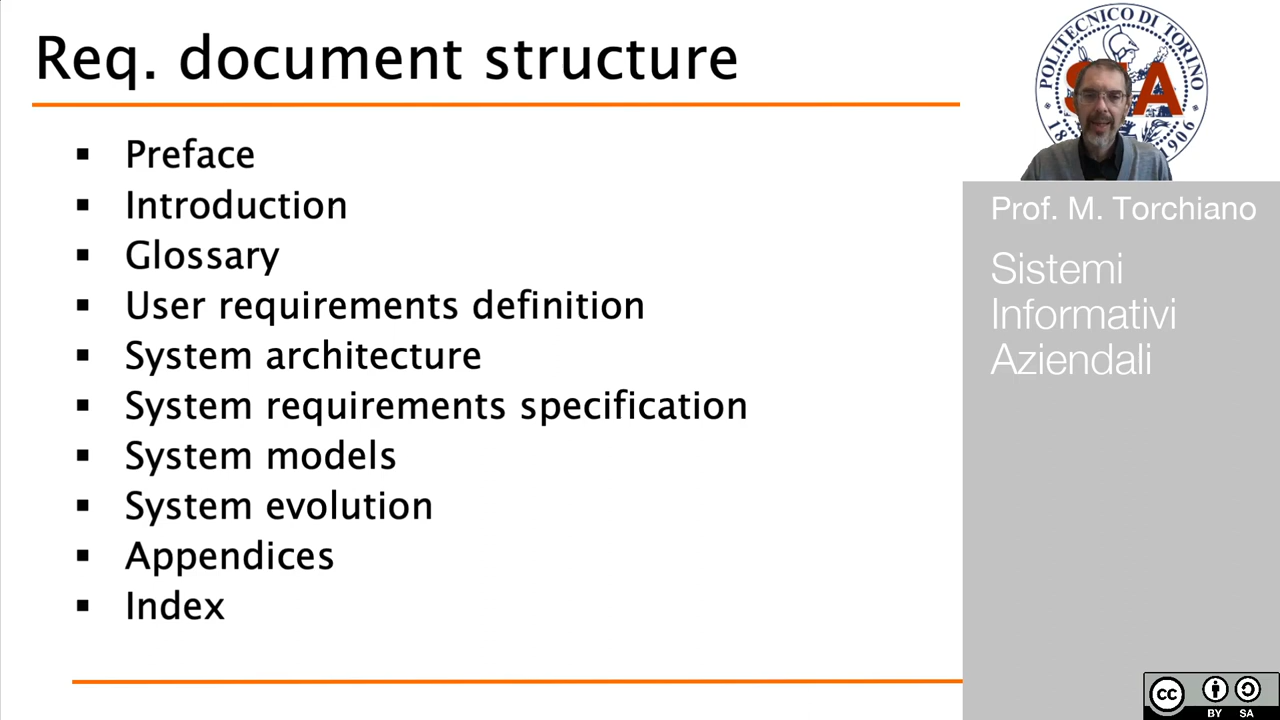 Req. document structure
Preface
Introduction
Glossary
User requirements definition
System architecture
System requirements specification
System models
System evolution
Appendices
Index
POLITECNICO DI TORINO
1906
Prof. M. Torchiano
Sistemi
Informativi
Aziendali
cc
BY SA